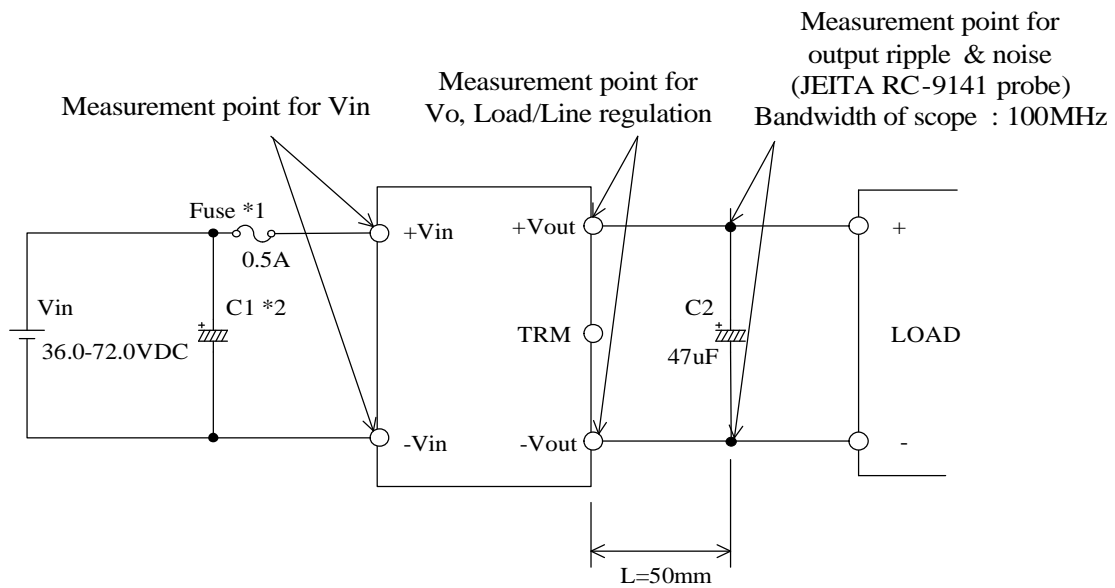 Measurement point for
output ripple & noise
(JEITA RC-9141 probe)
Bandwidth of scope : 100MHz
Measurement point for
Vo, Load/Line regulation
Measurement point for Vin
Fuse *1
0.5A
+Vin
+Vout
+
Vin
36.0-72.0VDC
+
C1 *2
TRM
C2
+
47uF
LOAD
-Vin
-Vout
-
L=50mm